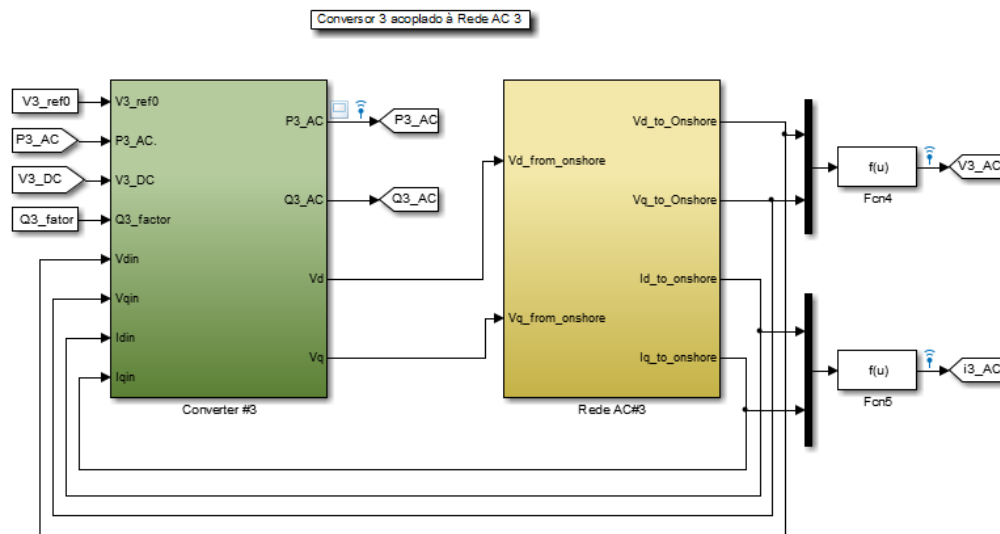 Conversor 3 acoplado à Rede AC 3
V3_ref0
P3_AC
V3_DC
Q3_fator
V3_ref0
P3_AC.
V3_DC
Q3_factor
Vdin
Vqin
Idin
Iqin
P3_AC
Q3_AC
Vd
Vq
Converter #3
P3_AC
Q3_AC
Vd_from_onshore
Vq_from_onshore
Vd_to_Onshore
Vq_to_Onshore
Id_to_onshore
Iq_to_onshore
Rede AC#3
f(u)
Fcn4
V3_AC
f(u)
Fcn5
i3_AC